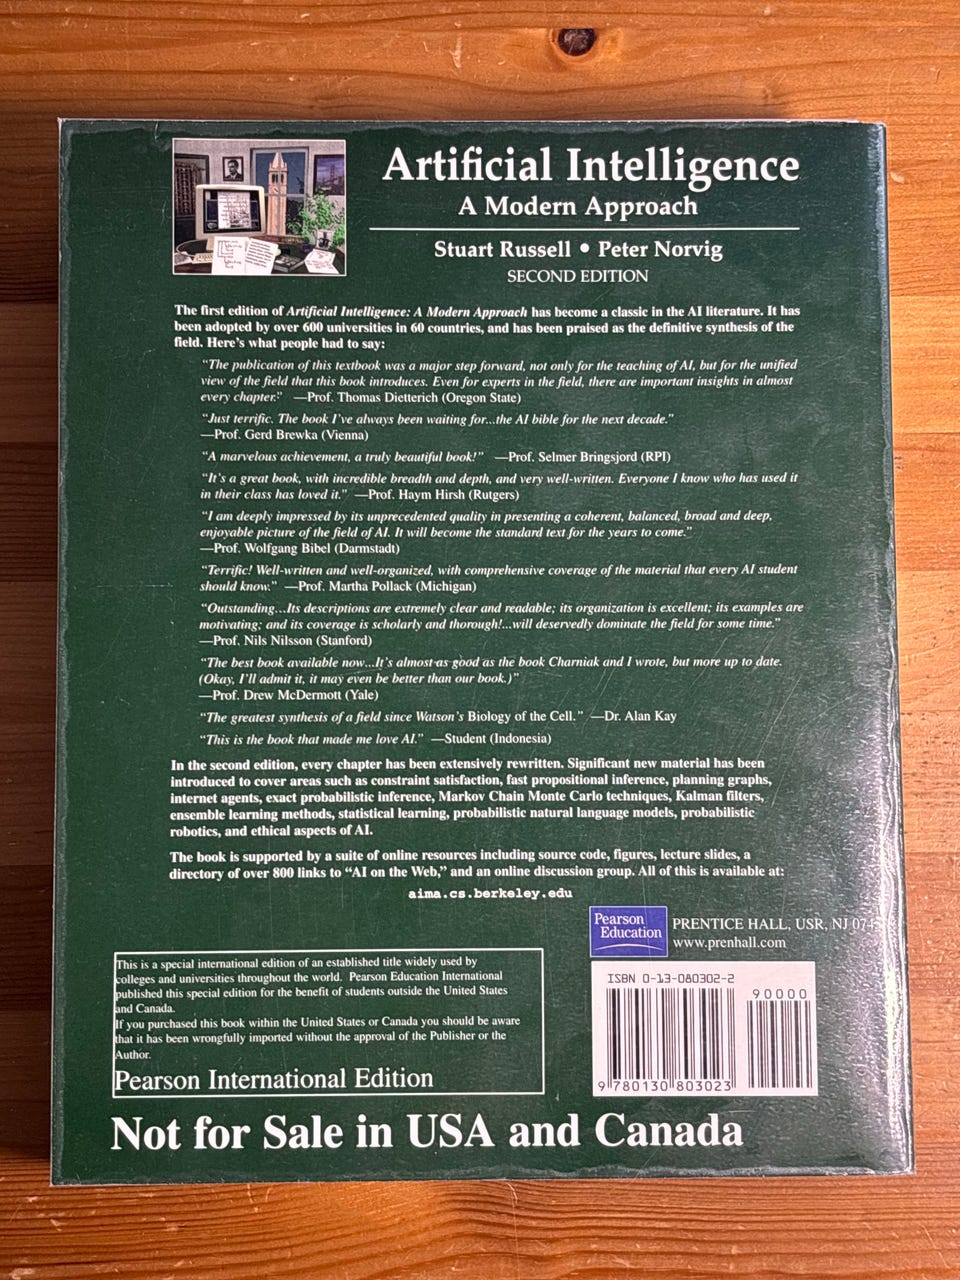 Artificial Intelligence
A Modern Approach
Stuart Russell • Peter Norvig
SECOND EDITION
The first edition of Artificial Intelligence: A Modern Approach has become a classic in the AI literature. It has
been adopted by over 600 universities in 60 countries, and has been praised as the definitive synthesis of the
field. Here's what people had to say:
“The publication of this textbook was a major step forward, not only for the teaching of AI, but for the unified
view of the field that this book introduces. Even for experts in the field, there are important insights in almost
every chapter.” —Prof. Thomas Dietterich (Oregon State)
“Just terrific. The book I've always been waiting for...the AI bible for the next decade.”
—Prof. Gerd Brewka (Vienna)
“A marvelous achievement, a truly beautiful book!” —Prof. Selmer Bringsjord (RPI)
“It's a great book, with incredible breadth and depth, and very well-written. Everyone I know who has used it
in their class has loved it.” —Prof. Haym Hirsh (Rutgers)
“I am deeply impressed by its unprecedented quality in presenting a coherent, balanced, broad and deep,
enjoyable picture of the field of AI. It will become the standard text for the years to come.”
—Prof. Wolfgang Bibel (Darmstadt)
“Terrific! Well-written and well-organized, with comprehensive coverage of the material that every AI student
should know.” —Prof. Martha Pollack (Michigan)
“Outstanding...Its descriptions are extremely clear and readable; its organization is excellent; its examples are
motivating; and its coverage is scholarly and thorough!...will deservedly dominate the field for some time.”
—Prof. Nils Nilsson (Stanford)
“The best book available now...It's almost as good as the book Charniak and I wrote, but more up to date.
(Okay, I'll admit it, it may even be better than our book.)”
—Prof. Drew McDermott (Yale)
“The greatest synthesis of a field since Watson's Biology of the Cell.” —Dr. Alan Kay
“This is the book that made me love AI.” —Student (Indonesia)
In the second edition, every chapter has been extensively rewritten. Significant new material has been
introduced to cover areas such as constraint satisfaction, fast propositional inference, planning graphs,
internet agents, exact probabilistic inference, Markov Chain Monte Carlo techniques, Kalman filters,
ensemble learning methods, statistical learning, probabilistic natural language models, probabilistic
robotics, and ethical aspects of AI.
The book is supported by a suite of online resources including source code, figures, lecture slides, a
directory of over 800 links to “AI on the Web,” and an online discussion group. All of this is available at:
aima.cs.berkeley.edu
Pearson
Education
PRENTICE HALL, USR, NJ
www.prenhall.com
This is a special international edition of an established title widely used by
colleges and universities throughout the world. Pearson Education International
published this special edition for the benefit of students outside the United States
and Canada.
If you purchased this book within the United States or Canada you should be aware
that it has been wrongfully imported without the approval of the Publisher or the
Author.
Pearson International Edition
ISBN 0-13-080302-2
90000
9 780130 803023
Not for Sale in USA and Canada